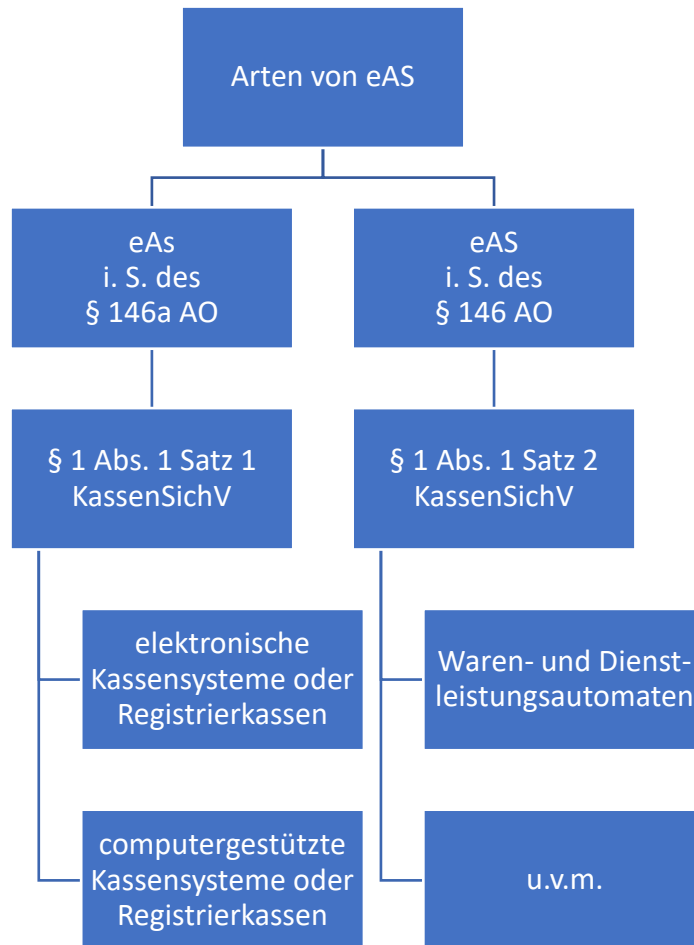 Arten von eAS
eAs
i. S. des
§ 146a AO
eAS
i. S. des
§ 146 AO
§ 1 Abs. 1 Satz 1
KassenSichV
§ 1 Abs. 1 Satz 2
KassenSichV
elektronische
Kassensysteme oder
Registrierkassen
Waren- und Dienst-
leistungsautomaten
computergestützte
Kassensysteme oder
Registrierkassen
u.v.m.